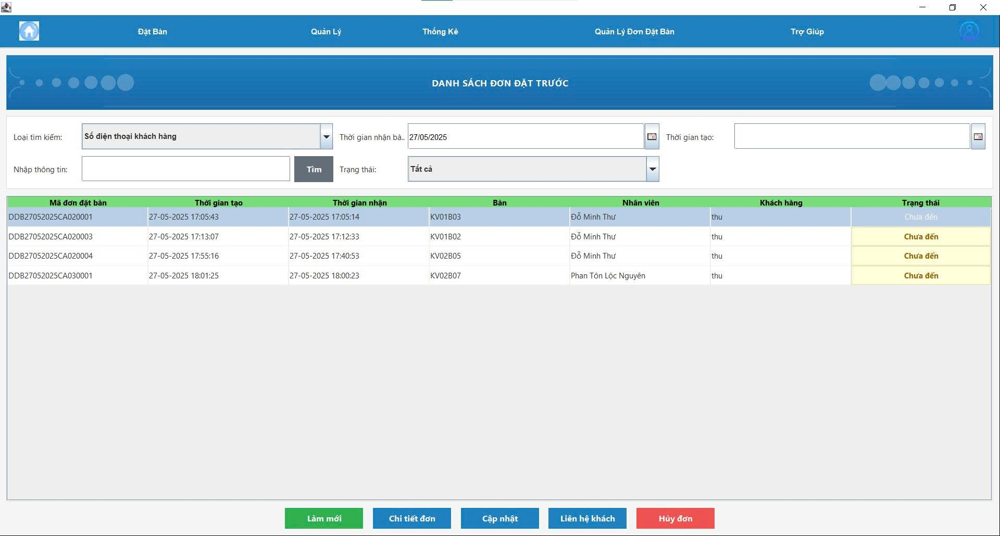 Đặt Bàn Quản Lý Thống Kê Quản Lý Đơn Đặt Bàn Trợ Giúp
DANH SÁCH ĐƠN ĐẶT TRƯỚC
Loại tìm kiếm: Số điện thoại khách hàng Thời gian nhận bà.. 27/05/2025 Thời gian tạo:
Nhập thông tin: Tìm Trạng thái: Tất cả
Mã đơn đặt bàn Thời gian tạo Thời gian nhận Bàn Nhân viên Khách hàng Trạng thái
DDB27052025CA020001 27-05-2025 17:05:43 27-05-2025 17:05:14 KV01B03 Đỗ Minh Thư thu Chưa đến
DDB27052025CA020003 27-05-2025 17:13:07 27-05-2025 17:12:33 KV01B02 Đỗ Minh Thư thu Chưa đến
DDB27052025CA020004 27-05-2025 17:55:16 27-05-2025 17:40:53 KV02B05 Đỗ Minh Thư thu Chưa đến
DDB27052025CA030001 27-05-2025 18:01:25 27-05-2025 18:00:23 KV02B07 Phan Tôn Lộc Nguyên thu Chưa đến
Làm mới Chi tiết đơn Cập nhật Liên hệ khách Hủy đơn